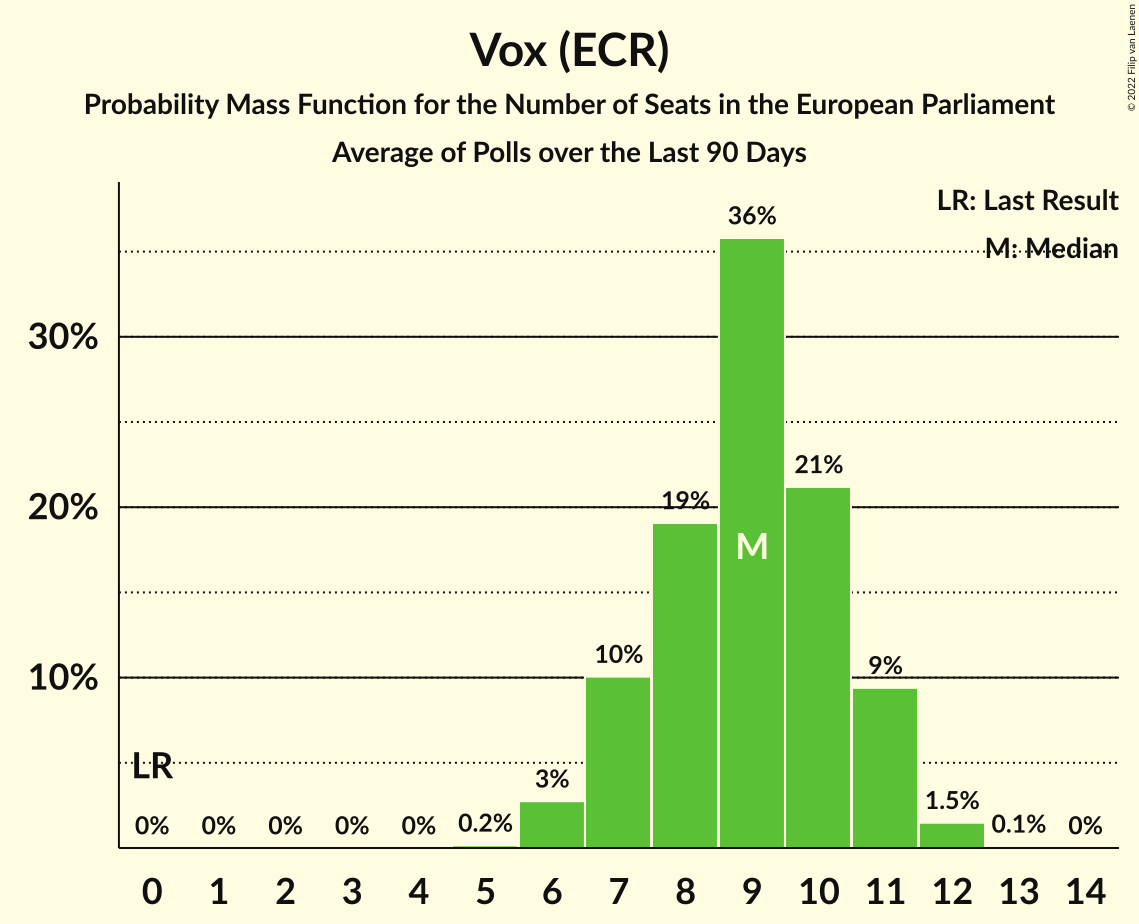 Vox (ECR)
Probability Mass Function for the Number of Seats in the European Parliament
Average of Polls over the Last 90 Days
© 2022 Filip van Laenen
LR: Last Result
M: Median
36%
30%
21%
20%
19%
M
10%
10%
9%
LR
3%
1.5%
0% 0% 0% 0% 0% 0.2% 0.1% 0%
0 1 2 3 4 5 6 7 8 9 10 11 12 13 14